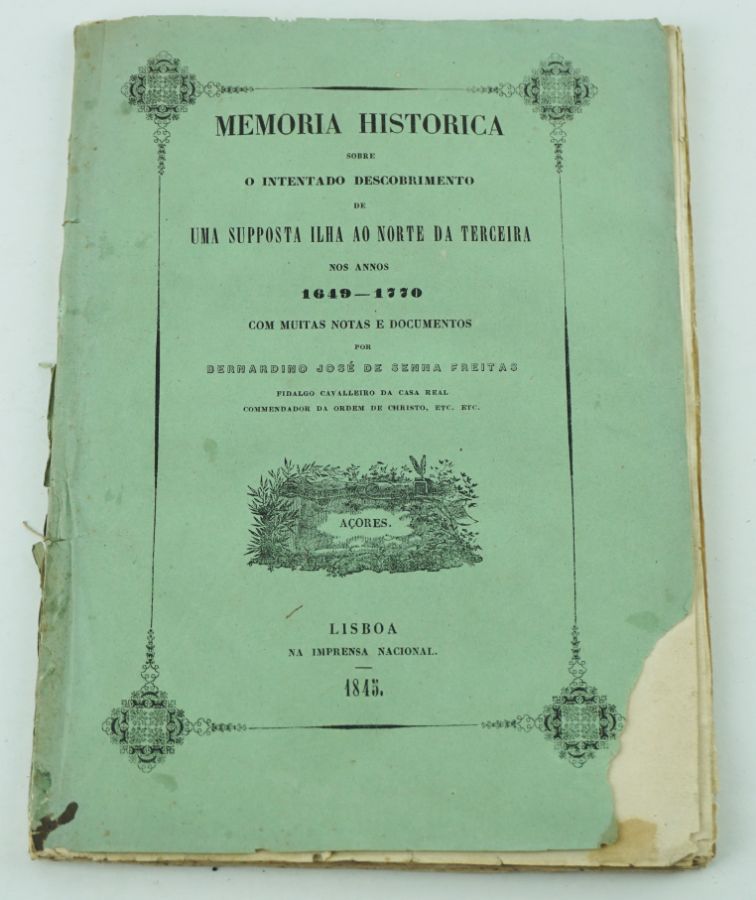 MEMORIA HISTORICA
SOBRE
O INTENTADO DESCOBRIMENTO
DE
UMA SUPPOSTA ILHA AO NORTE DA TERCEIRA
NOS ANNOS
1649—1770
COM MUITAS NOTAS E DOCUMENTOS
POR
BERNARDINO JOSÉ DE SENNA FREITAS
FIDALGO CAVALLEIRO DA CASA REAL
COMMENDADOR DA ORDEM DE CHRISTO, ETC. ETC.
AÇORES.
LISBOA
NA IMPRENSA NACIONAL.
1845.